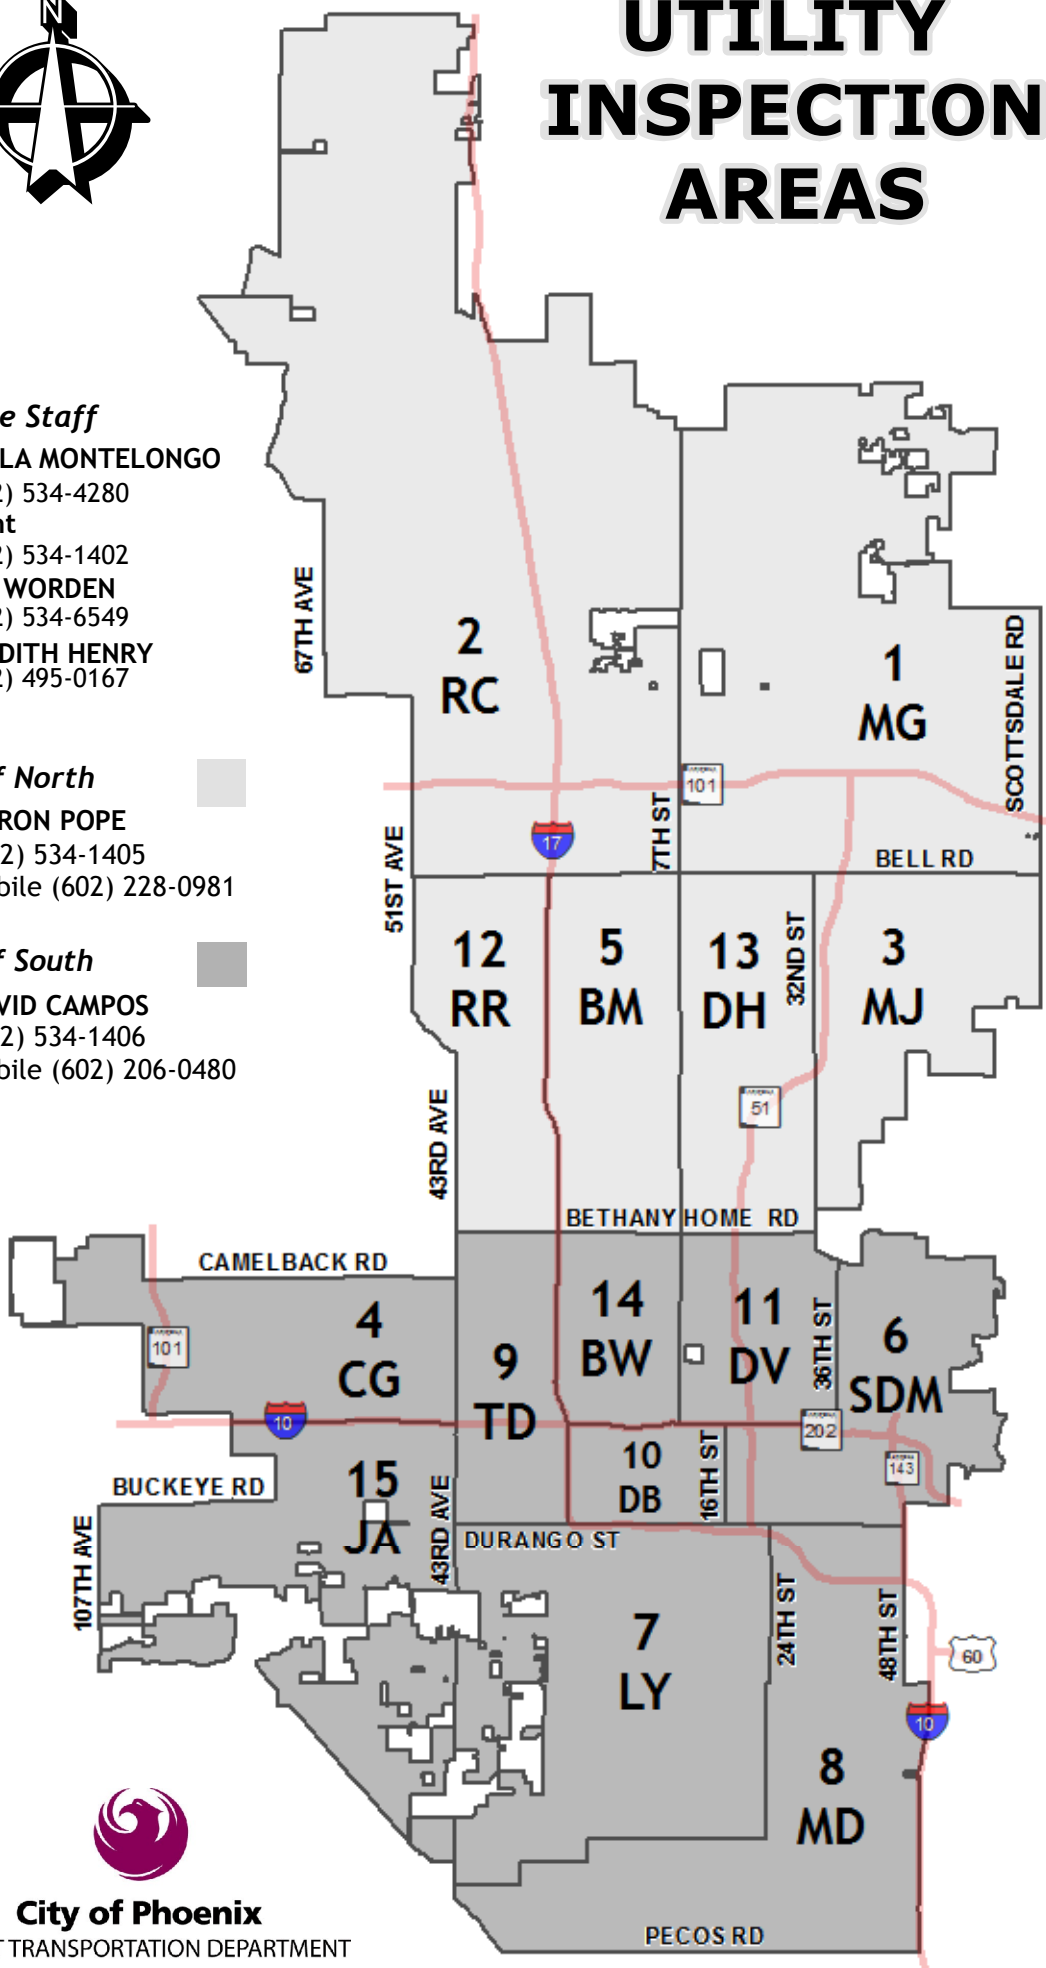 N
UTILITY
INSPECTION
AREAS
e Staff
LA MONTELONGO
2) 534-4280
nt
2) 534-1402
WORDEN
2) 534-6549
DITH HENRY
2) 495-0167
f North
RON POPE
2) 534-1405
bile (602) 228-0981
f South
VID CAMPOS
2) 534-1406
bile (602) 206-0480
67TH AVE
2
RC
1
MG
SCOTTSDALE RD
101
17
7TH ST
51ST AVE
BELL RD
12
RR
5
BM
13
DH
32ND ST
3
MJ
51
43RD AVE
BETHANY HOME RD
CAMELBACK RD
101
4
CG
9
TD
14
BW
11
DV
36TH ST
6
SDM
10
202
143
10
DB
16TH ST
BUCKEYE RD
15
JA
43RD AVE
DURANGO ST
107TH AVE
7
LY
24TH ST
48TH ST
60
10
8
MD
PECOS RD
City of Phoenix
T TRANSPORTATION DEPARTMENT